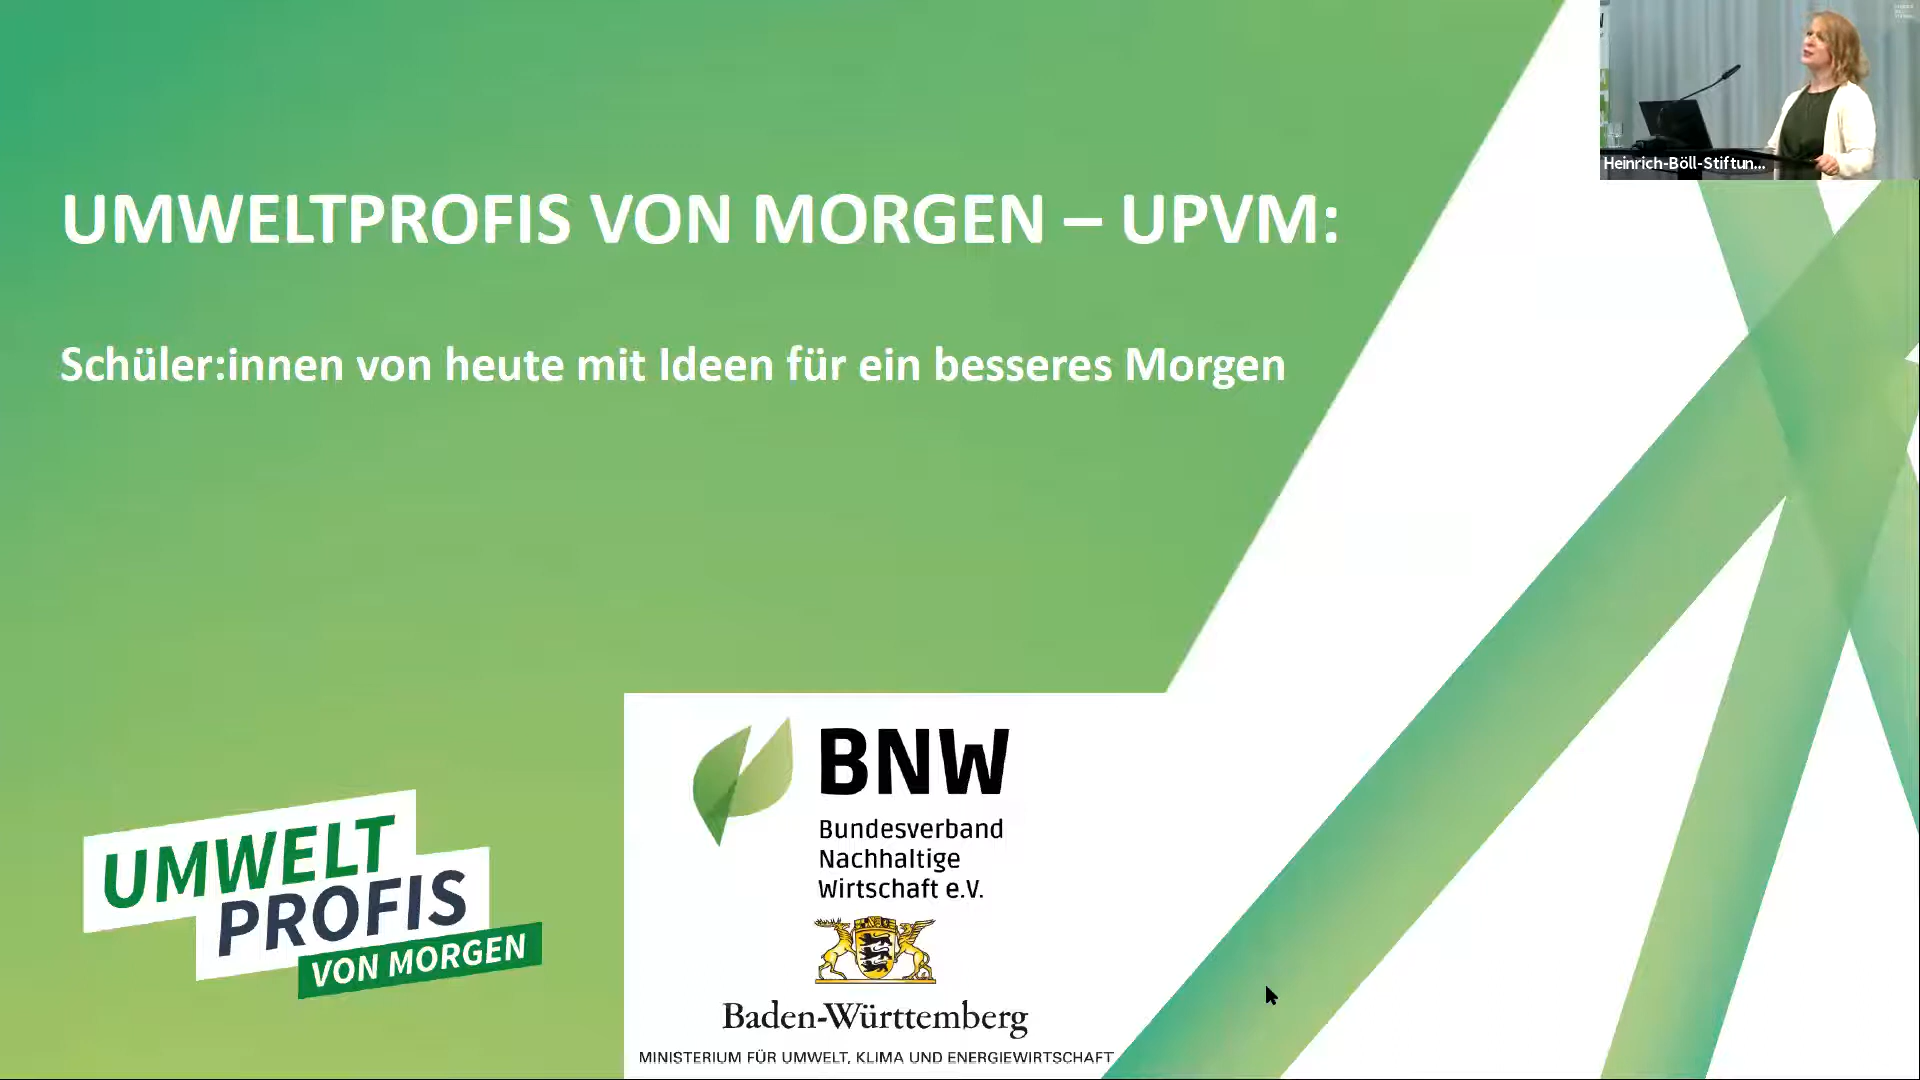 UMWELTPROFIS VON MORGEN – UPVM:
Schüler:innen von heute mit Ideen für ein besseres Morgen
Heinrich-Böll-Stiftun...
UMWELT
PROFIS
VON MORGEN
BNW
Bundesverband
Nachhaltige
Wirtschaft e.V.
Baden-Württemberg
MINISTERIUM FÜR UMWELT, KLIMA UND ENERGIEWIRTSCHAFT